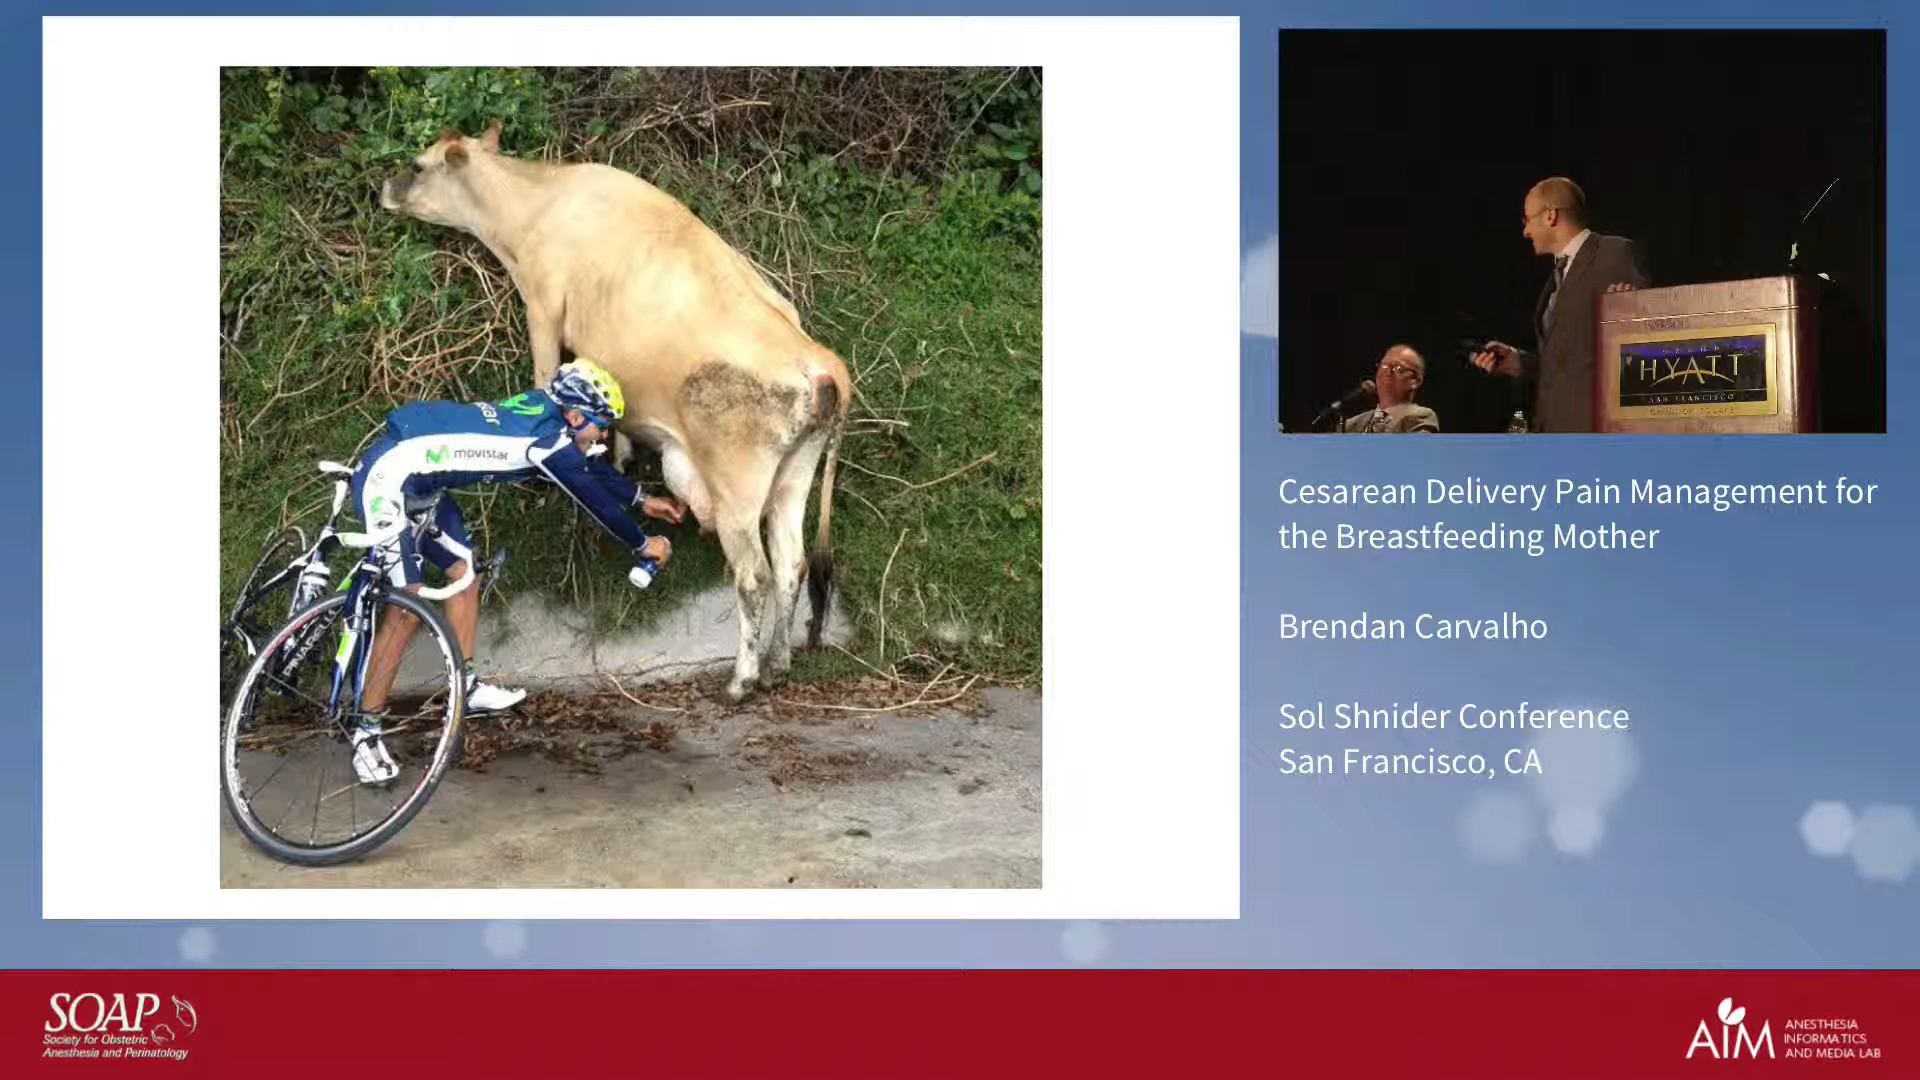 movistar
PINARELLO
HYATT
SAN FRANCISCO
Cesarean Delivery Pain Management for
the Breastfeeding Mother
Brendan Carvalho
Sol Shnider Conference
San Francisco, CA
SOAP
Society for Obstetric
Anesthesia and Perinatology
AIM
ANESTHESIA
INFORMATICS
AND MEDIA LAB